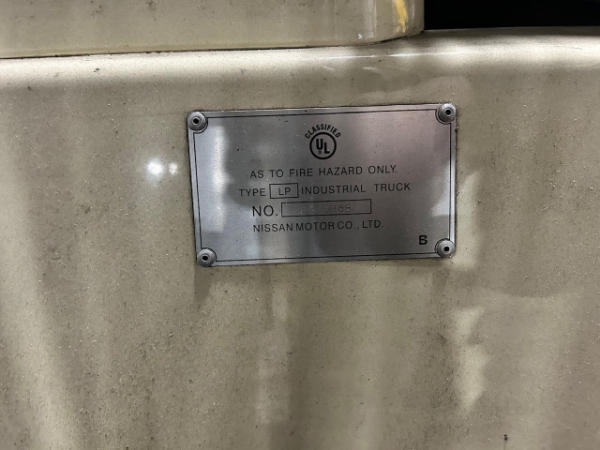 CLASSIFIED
UL
AS TO FIRE HAZARD ONLY.
TYPE LP INDUSTRIAL TRUCK
NO.
NISSAN MOTOR CO., LTD.
B